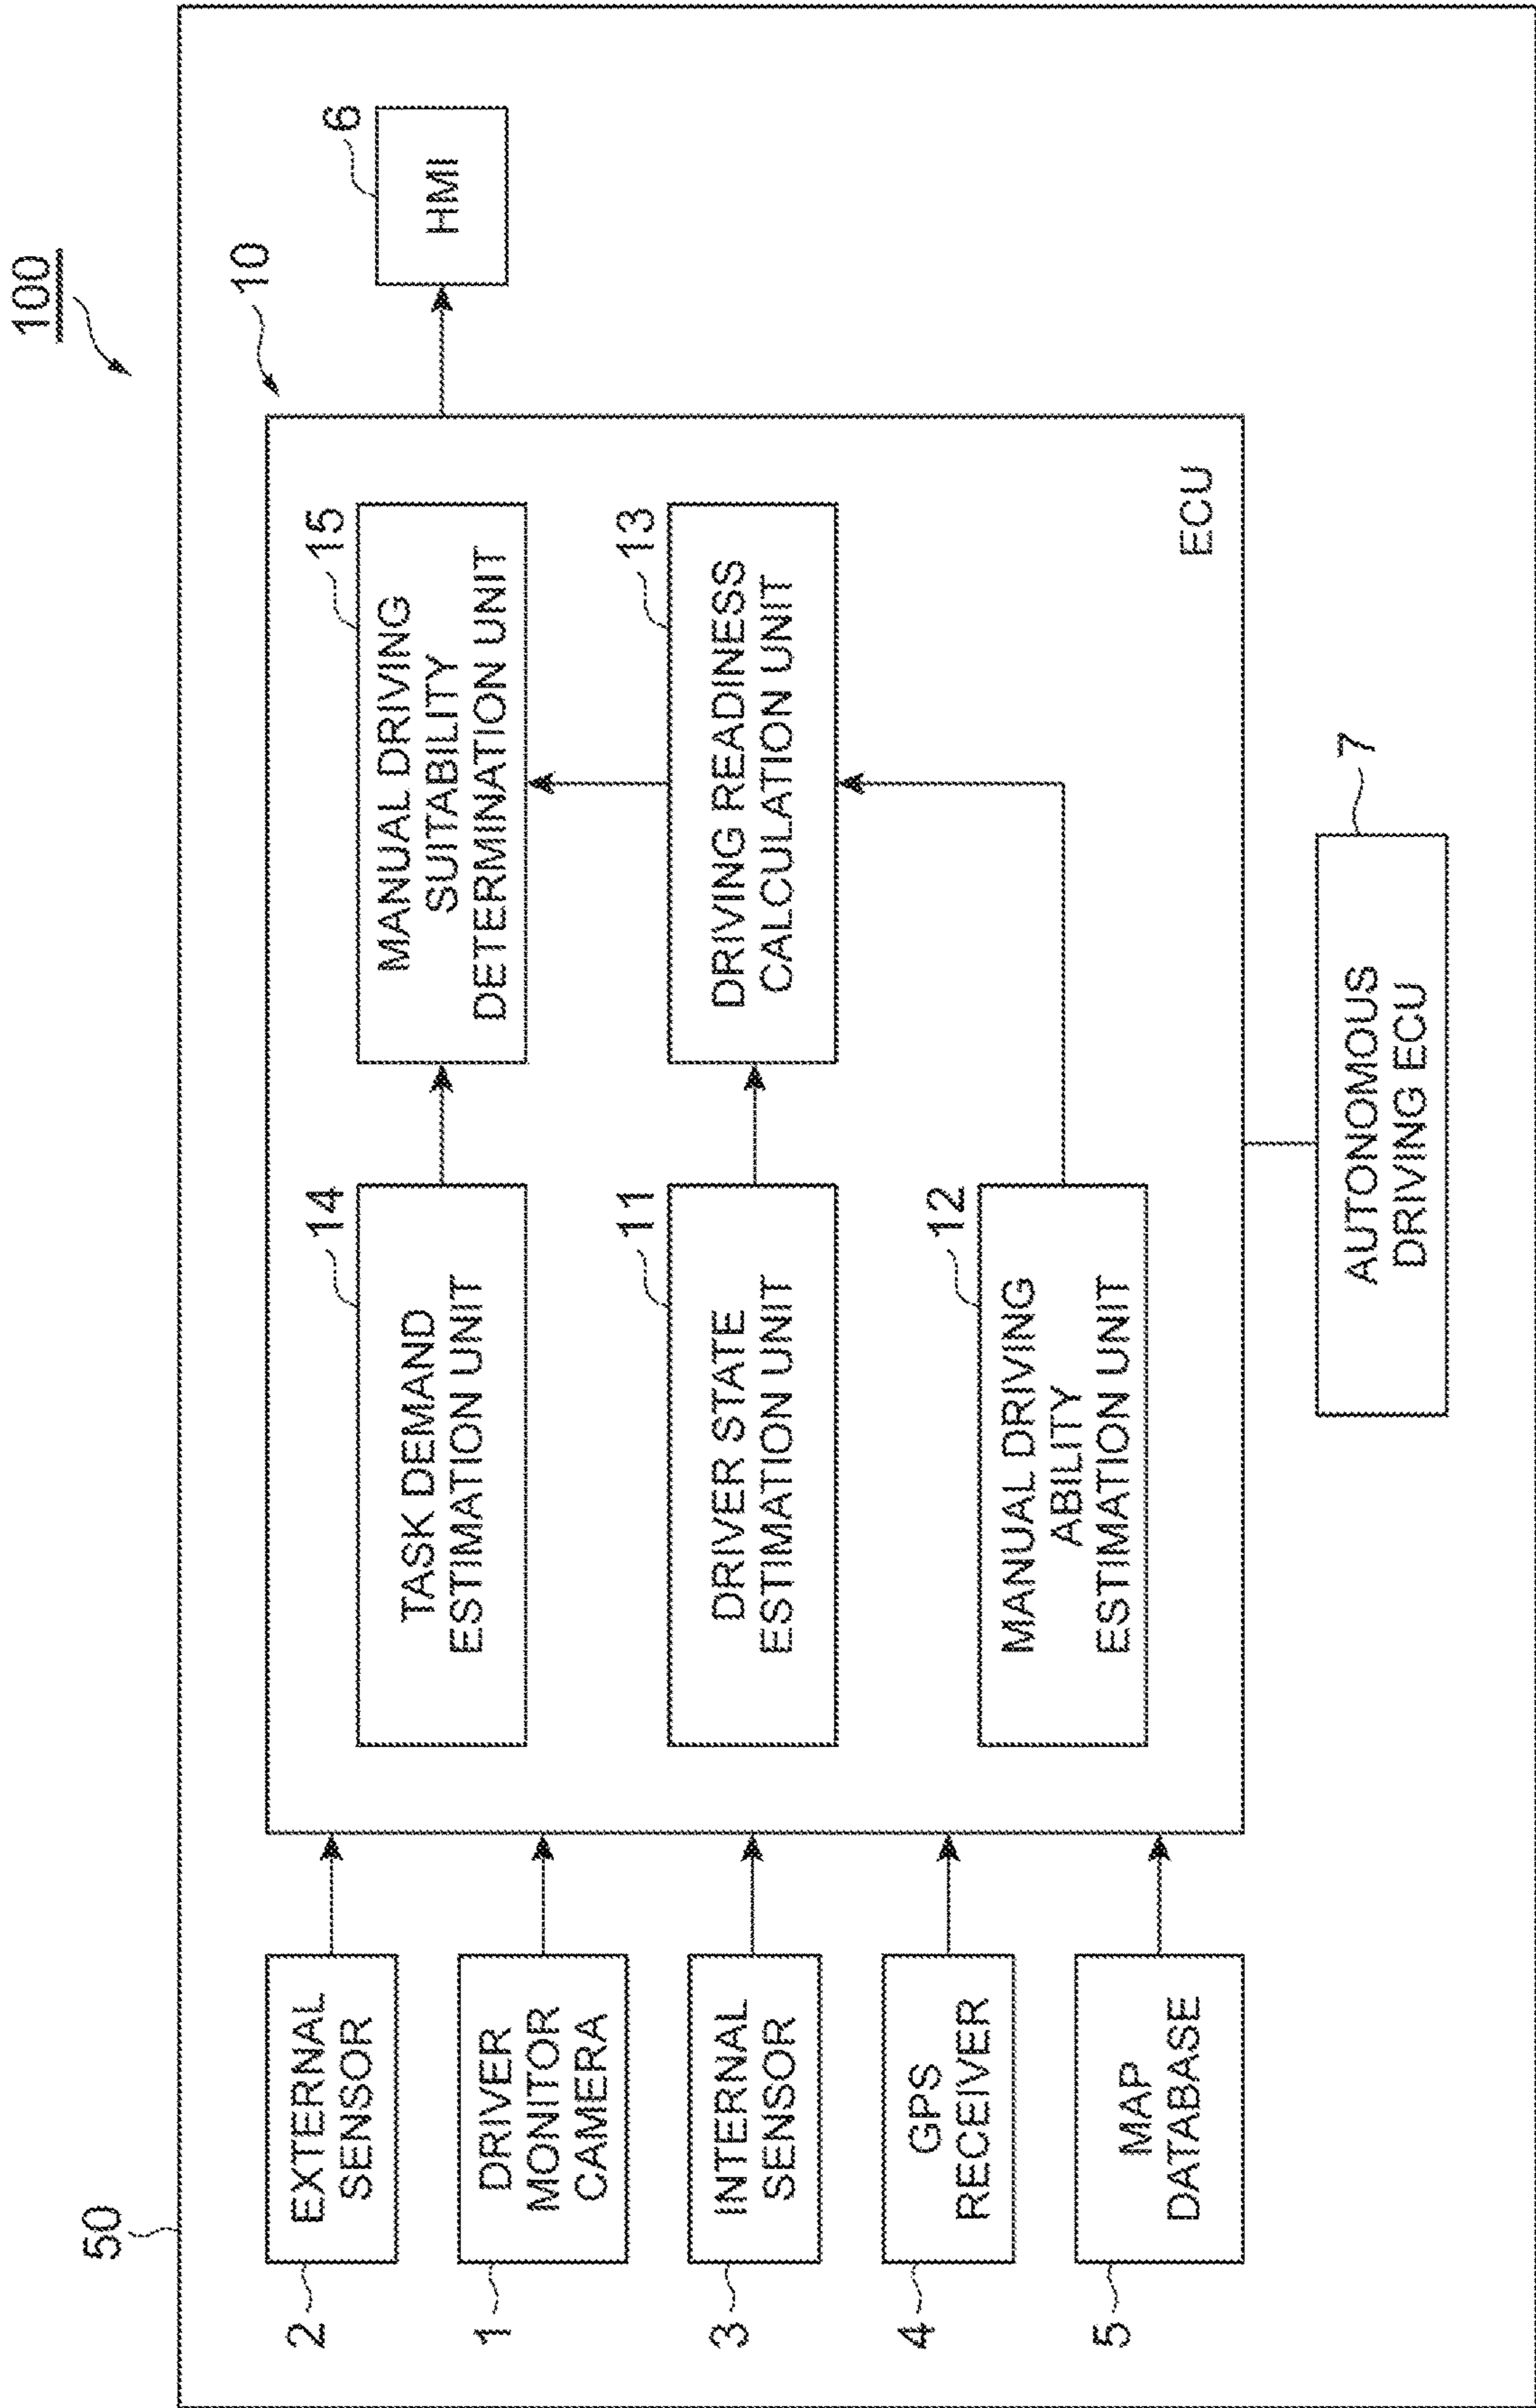 100
50
10
2
EXTERNAL
SENSOR
1
DRIVER
MONITOR
CAMERA
3
INTERNAL
SENSOR
4
GPS
RECEIVER
5
MAP
DATABASE
14
TASK DEMAND
ESTIMATION UNIT
15
MANUAL DRIVING
SUITABILITY
DETERMINATION UNIT
11
DRIVER STATE
ESTIMATION UNIT
13
DRIVING READINESS
CALCULATION UNIT
12
MANUAL DRIVING
ABILITY
ESTIMATION UNIT
ECU
6
HMI
7
AUTONOMOUS
DRIVING ECU